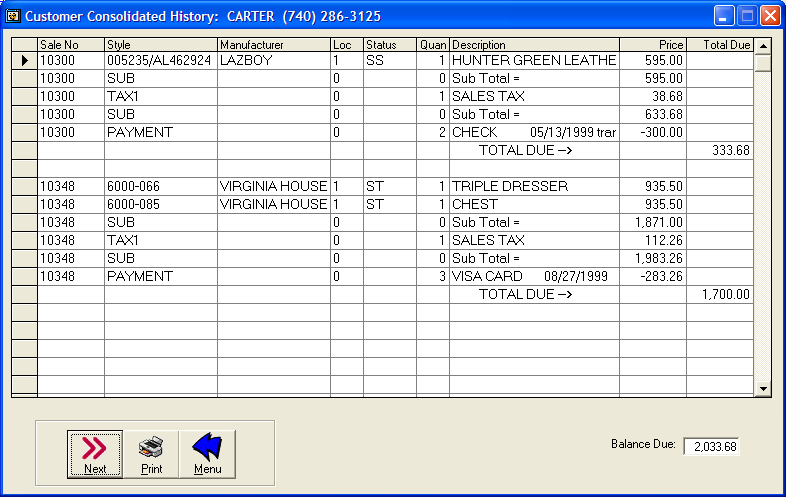 Customer Consolidated History:  CARTER  (740) 286-3125
Sale No Style Manufacturer Loc Status Quan Description Price Total Due
10300 005235/AL462924 LAZBOY 1 SS 1 HUNTER GREEN LEATHE 595.00
10300 SUB 0 0 Sub Total = 595.00
10300 TAX1 0 1 SALES TAX 38.68
10300 SUB 0 0 Sub Total = 633.68
10300 PAYMENT 0 2 CHECK 05/13/1999 trar -300.00
TOTAL DUE --> 333.68
10348 6000-066 VIRGINIA HOUSE 1 ST 1 TRIPLE DRESSER 935.50
10348 6000-085 VIRGINIA HOUSE 1 ST 1 CHEST 935.50
10348 SUB 0 0 Sub Total = 1,871.00
10348 TAX1 0 1 SALES TAX 112.26
10348 SUB 0 0 Sub Total = 1,983.26
10348 PAYMENT 0 3 VISA CARD 08/27/1999 -283.26
TOTAL DUE --> 1,700.00
Next Print Menu
Balance Due: 2,033.68